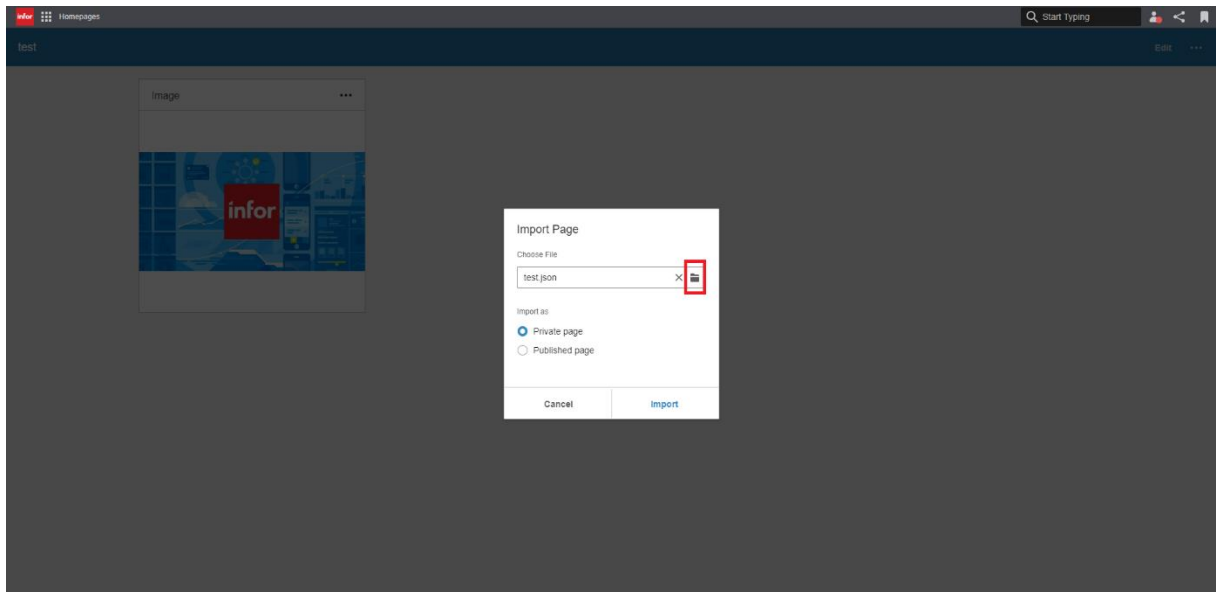 infor Homepages Start Typing
test Edit
Image
infor
Import Page
Choose File
test.json
Import as
Private page
Published page
Cancel Import